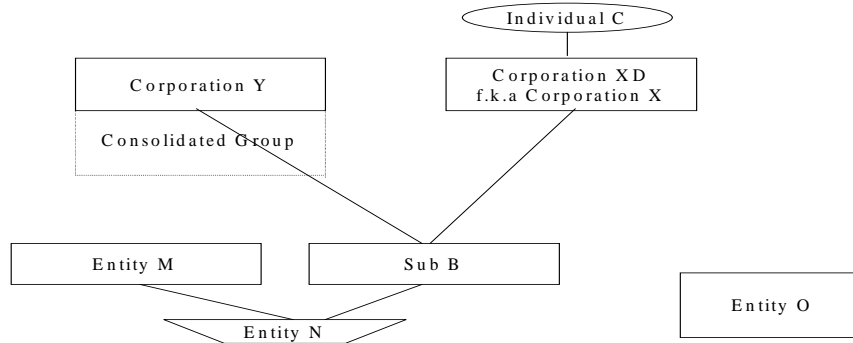 Individual C
Corporation Y
Corporation XD
f.k.a Corporation X
Consolidated Group
Entity M
Sub B
Entity O
Entity N